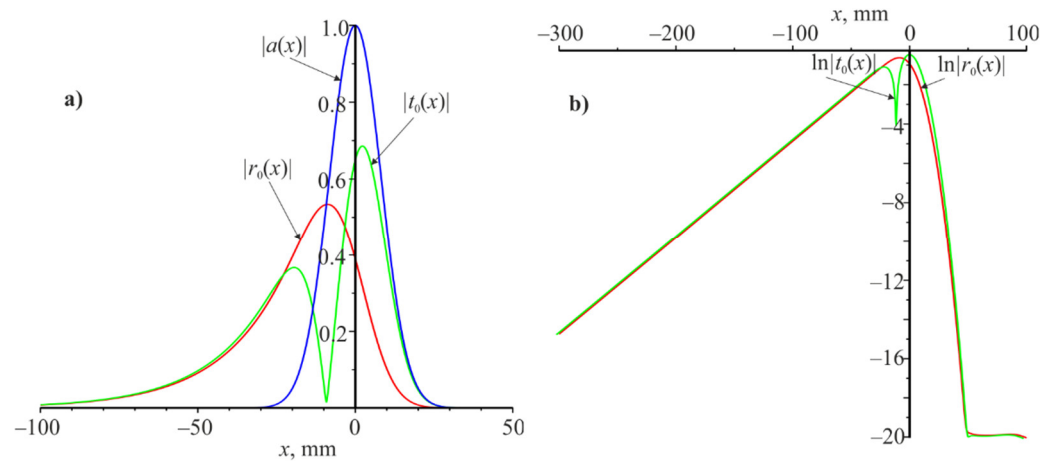 a)
|a(x)|
|t₀(x)|
|r₀(x)|
1.0
0.8
0.6
0.4
0.2
−100
−50
0
50
x, mm
b)
x, mm
−300
−200
−100
0
100
ln|t₀(x)|
ln|r₀(x)|
−4
−8
−12
−16
−20